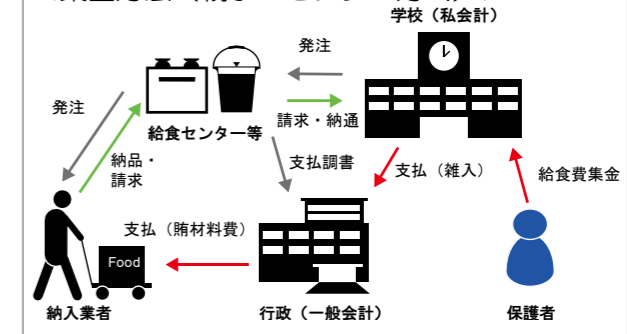 学校（私会計）
発注
発注
請求・納通
給食センター等
納品・
請求
支払調書
支払（雑入）
給食費集金
支払（賄材料費）
Food
納入業者
行政（一般会計）
保護者